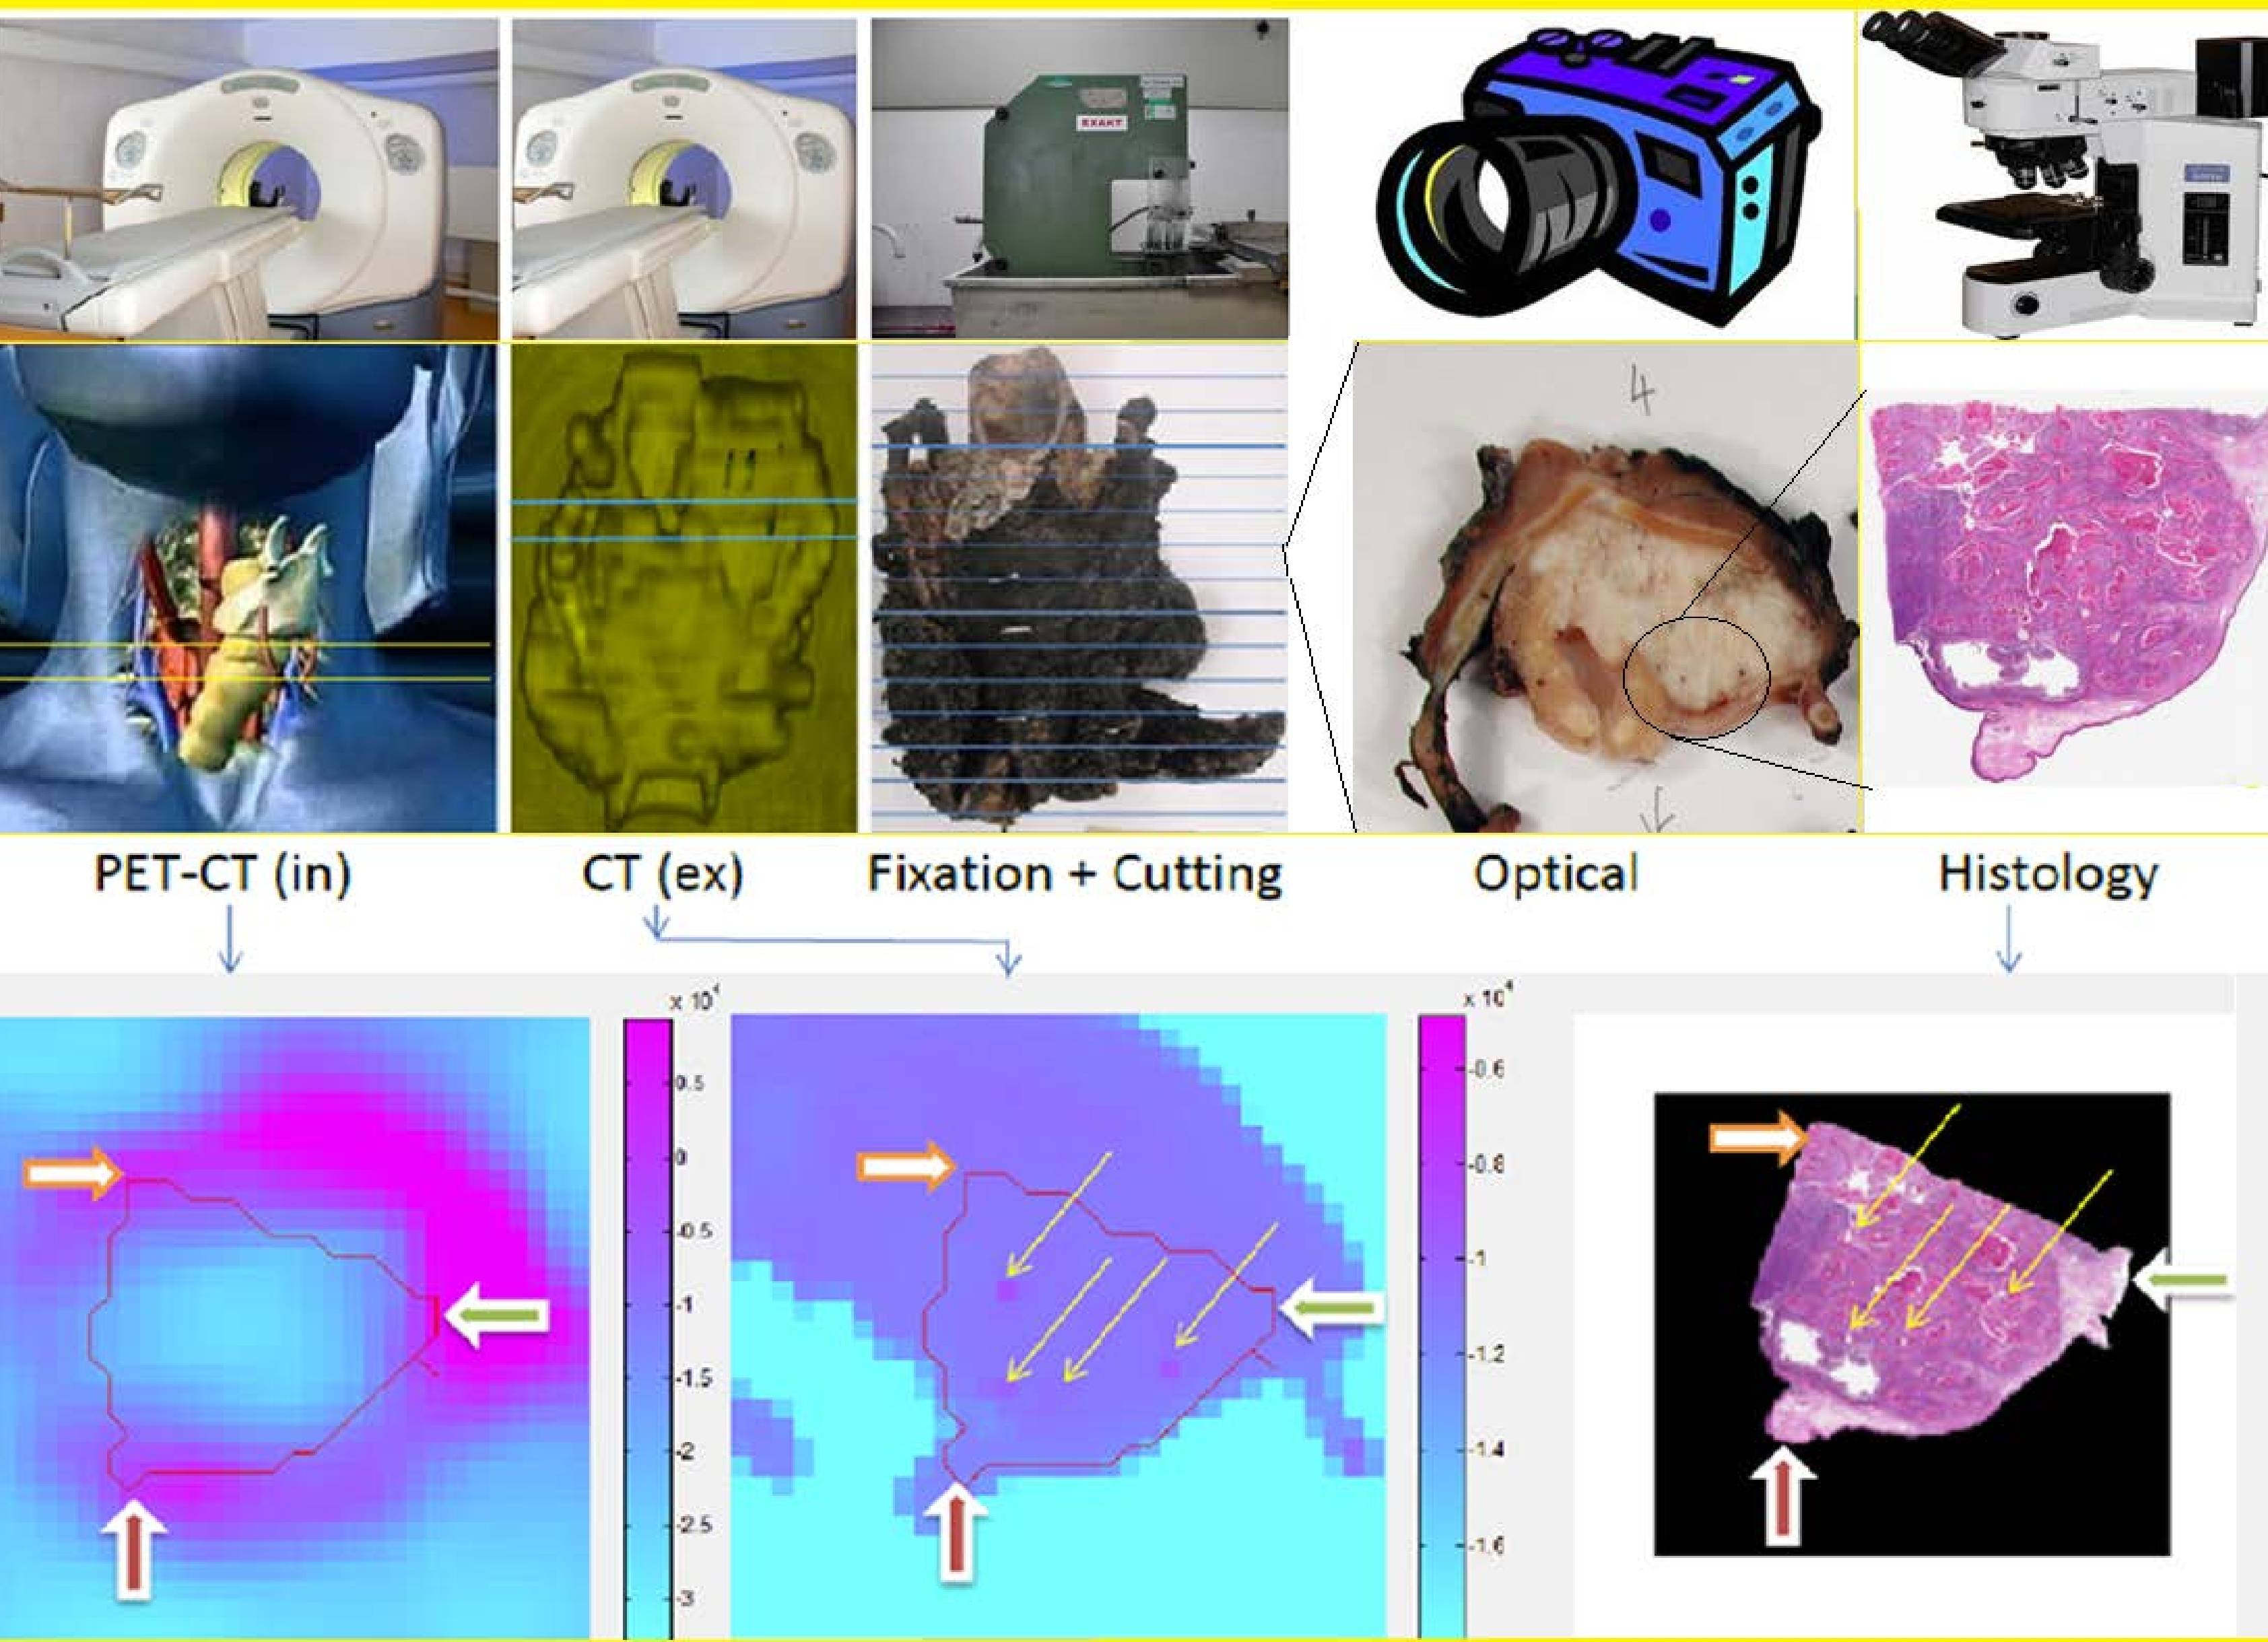 EXAKT
4
PET-CT (in)
CT (ex)
Fixation + Cutting
Optical
Histology
x 10⁴
0.5
0
-0.5
-1
-1.5
-2
-2.5
-3
x 10⁴
-0.6
-0.8
-1
-1.2
-1.4
-1.6